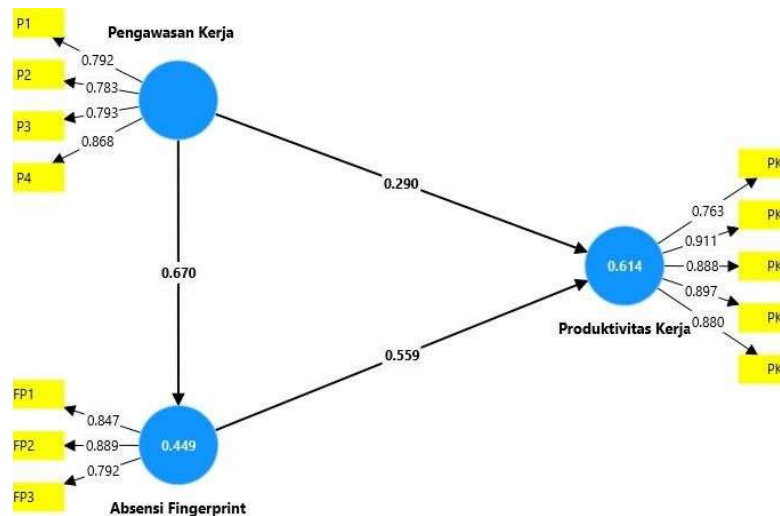 Pengawasan Kerja
P1
P2
P3
P4
0.792
0.783
0.793
0.868
0.290
0.670
0.559
PK
PK
PK
PK
PK
0.763
0.911
0.888
0.897
0.880
0.614
Produktivitas Kerja
FP1
FP2
FP3
0.847
0.889
0.792
0.449
Absensi Fingerprint